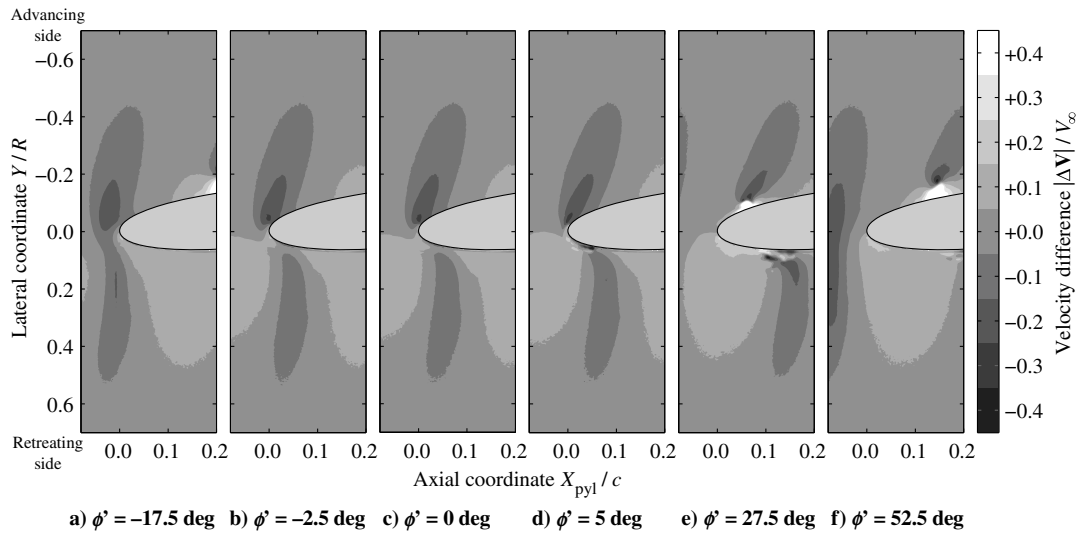 Advancing
side
−0.6
−0.4
−0.2
0.0
0.2
0.4
0.6
Lateral coordinate Y / R
Retreating
side
0.0 0.1 0.2 0.0 0.1 0.2 0.0 0.1 0.2 0.0 0.1 0.2 0.0 0.1 0.2 0.0 0.1 0.2
Axial coordinate X_pyl / c
+0.4
+0.3
+0.2
+0.1
+0.0
−0.1
−0.2
−0.3
−0.4
Velocity difference |ΔV| / V∞
a) ϕ’ = −17.5 deg b) ϕ’ = −2.5 deg c) ϕ’ = 0 deg d) ϕ’ = 5 deg e) ϕ’ = 27.5 deg f) ϕ’ = 52.5 deg